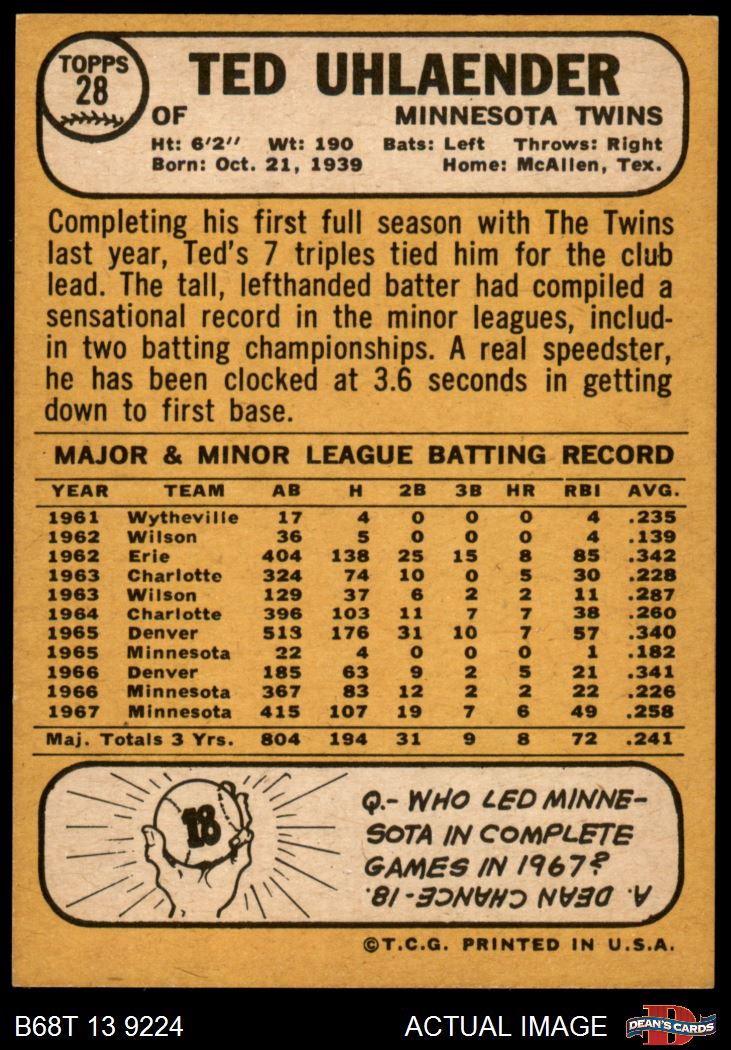 TOPPS
28
TED UHLAENDER
OF MINNESOTA TWINS
Ht: 6'2" Wt: 190 Bats: Left Throws: Right
Born: Oct. 21, 1939 Home: McAllen, Tex.
Completing his first full season with The Twins
last year, Ted's 7 triples tied him for the club
lead. The tall, lefthanded batter had compiled a
sensational record in the minor leagues, includ-
in two batting championships. A real speedster,
he has been clocked at 3.6 seconds in getting
down to first base.
MAJOR & MINOR LEAGUE BATTING RECORD
YEAR TEAM AB H 2B 3B HR RBI AVG.
1961 Wytheville 17 4 0 0 0 4 .235
1962 Wilson 36 5 0 0 0 4 .139
1962 Erie 404 138 25 15 8 85 .342
1963 Charlotte 324 74 10 0 5 30 .228
1963 Wilson 129 37 6 2 2 11 .287
1964 Charlotte 396 103 11 7 7 38 .260
1965 Denver 513 176 31 10 7 57 .340
1965 Minnesota 22 4 0 0 0 1 .182
1966 Denver 185 63 9 2 5 21 .341
1966 Minnesota 367 83 12 2 2 22 .226
1967 Minnesota 415 107 19 7 6 49 .258
Maj. Totals 3 Yrs. 804 194 31 9 8 72 .241
18
Q.- WHO LED MINNE-
SOTA IN COMPLETE
GAMES IN 1967?
A. DEAN CHANCE-18.
©T.C.G. PRINTED IN U.S.A.
B68T 13 9224 ACTUAL IMAGE
D
DEAN'S CARDS